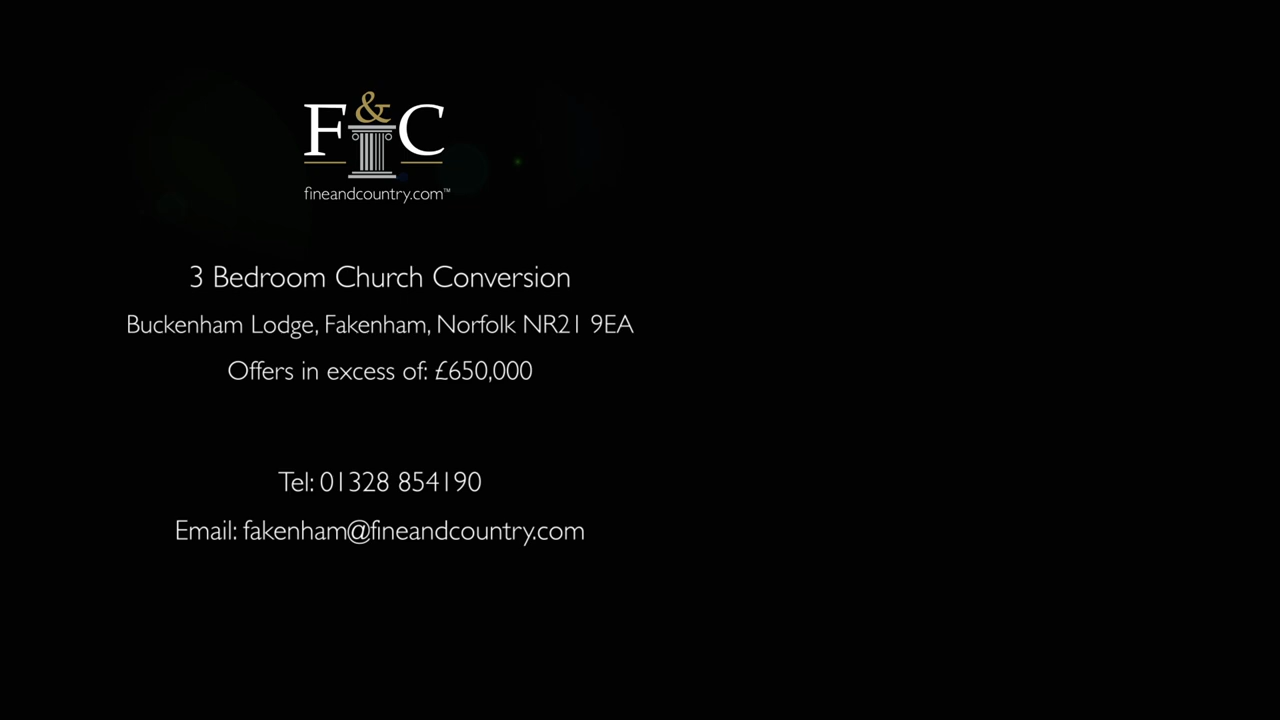 F&C
fineandcountry.com™
3 Bedroom Church Conversion
Buckenham Lodge, Fakenham, Norfolk NR21 9EA
Offers in excess of: £650,000
Tel: 01328 854190
Email: fakenham@fineandcountry.com